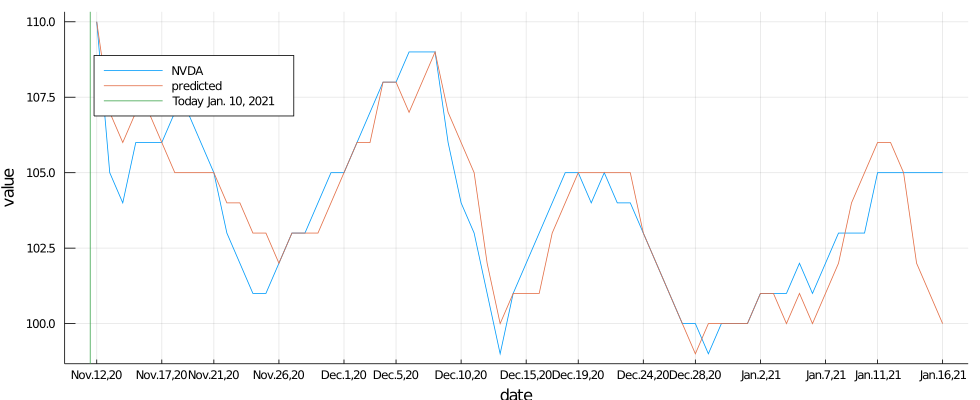 110.0
107.5
105.0
102.5
100.0
value
NVDA
predicted
Today Jan. 10, 2021
Nov.12,20 Nov.17,20 Nov.21,20 Nov.26,20 Dec.1,20 Dec.5,20 Dec.10,20 Dec.15,20 Dec.19,20 Dec.24,20 Dec.28,20 Jan.2,21 Jan.7,21 Jan.11,21 Jan.16,21
date